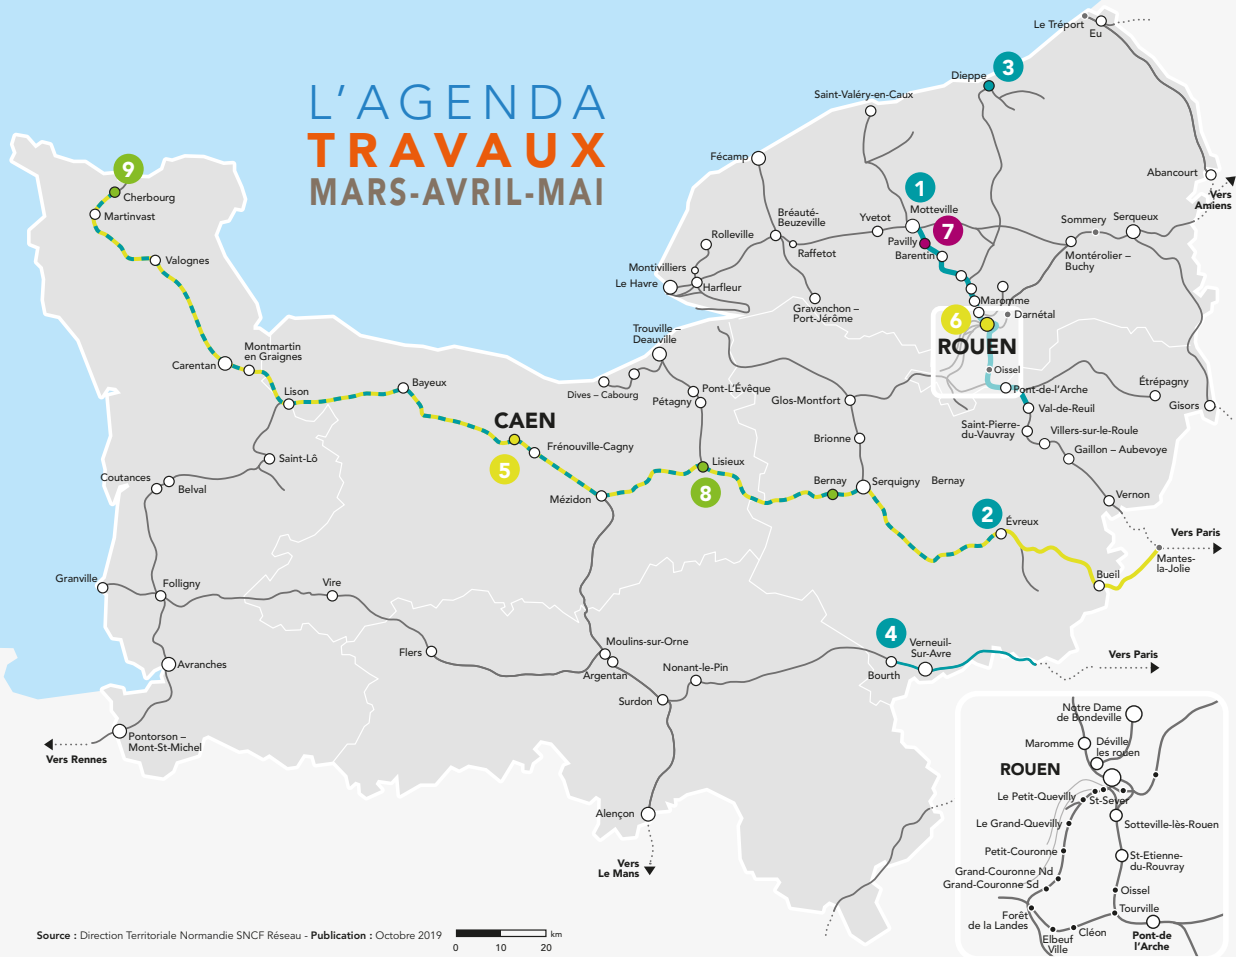 L'AGENDA
TRAVAUX
MARS-AVRIL-MAI
Le Tréport
Eu
3
Dieppe
Saint-Valéry-en-Caux
Fécamp
Abancourt
Vers
Amiens
9
Cherbourg
Martinvast
Valognes
1
Motteville
7
Pavilly
Barentin
Yvetot
Bréauté-
Beuzeville
Raffetot
Rolleville
Montivilliers
Le Havre
Harfleur
Gravenchon –
Port-Jérôme
Sommery
Serqueux
Montérolier –
Buchy
Maromme
Darnétal
6
ROUEN
Oissel
Pont-de-l'Arche
Val-de-Reuil
Étrépagny
Gisors
Saint-Pierre-
du-Vauvray
Villers-sur-le-Roule
Gaillon – Aubevoye
Vernon
Trouville –
Deauville
Dives – Cabourg
Pont-L'Évêque
Pétagny
Glos-Montfort
Brionne
Carentan
Montmartin
en Graignes
Lison
Bayeux
CAEN
5
Frénouville-Cagny
Mézidon
Lisieux
8
Bernay
Serquigny
Bernay
2
Évreux
Vers Paris
Mantes-
la-Jolie
Bueil
Saint-Lô
Coutances
Belval
Granville
Folligny
Vire
Flers
Avranches
Pontorson –
Mont-St-Michel
Vers Rennes
Moulins-sur-Orne
Argentan
Nonant-le-Pin
Surdon
4
Verneuil-
Sur-Avre
Bourth
Vers Paris
Alençon
Vers
Le Mans
Notre Dame
de Bondeville
Maromme
Déville
les rouen
ROUEN
Le Petit-Quevilly
St-Sever
Le Grand-Quevilly
Sotteville-lès-Rouen
Petit-Couronne
St-Etienne-
du-Rouvray
Grand-Couronne Nd
Grand-Couronne Sd
Oissel
Tourville
Forêt
de la Landes
Elbeuf
Ville
Cléon
Pont-de
l'Arche
Source : Direction Territoriale Normandie SNCF Réseau - Publication : Octobre 2019
km
0 10 20